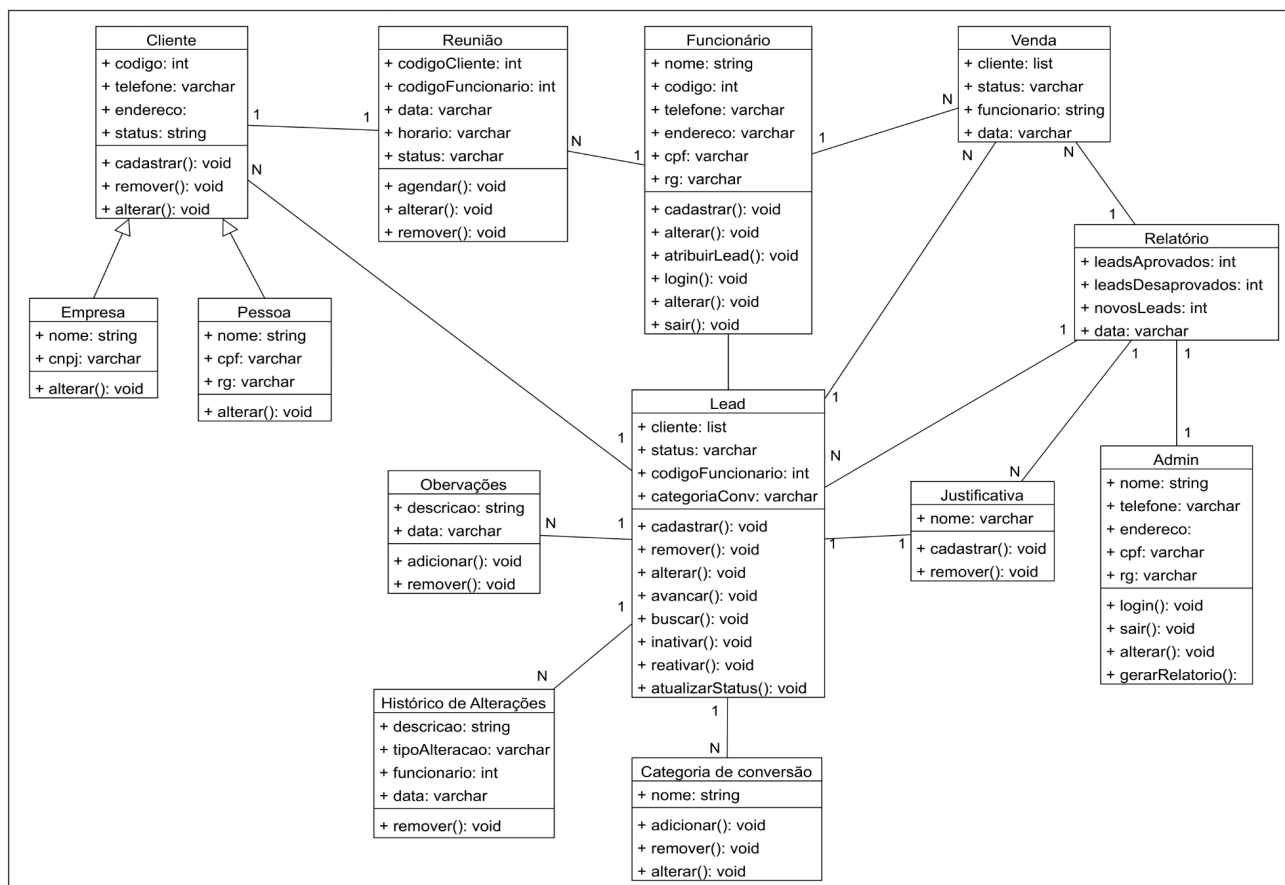 Cliente
+ codigo: int
+ telefone: varchar
+ endereco:
+ status: string
+ cadastrar(): void
+ remover(): void
+ alterar(): void
1
1
N
Reunião
+ codigoCliente: int
+ codigoFuncionario: int
+ data: varchar
+ horario: varchar
+ status: varchar
+ agendar(): void
+ alterar(): void
+ remover(): void
N
1
Funcionário
+ nome: string
+ codigo: int
+ telefone: varchar
+ endereco: varchar
+ cpf: varchar
+ rg: varchar
+ cadastrar(): void
+ alterar(): void
+ atribuirLead(): void
+ login(): void
+ alterar(): void
+ sair(): void
1
N
Venda
+ cliente: list
+ status: varchar
+ funcionario: string
+ data: varchar
N
N
1
Relatório
+ leadsAprovados: int
+ leadsDesaprovados: int
+ novosLeads: int
+ data: varchar
1
1
1
Empresa
+ nome: string
+ cnpj: varchar
+ alterar(): void
Pessoa
+ nome: string
+ cpf: varchar
+ rg: varchar
+ alterar(): void
Lead
+ cliente: list
+ status: varchar
+ codigoFuncionario: int
+ categoriaConv: varchar
+ cadastrar(): void
+ remover(): void
+ alterar(): void
+ avancar(): void
+ buscar(): void
+ inativar(): void
+ reativar(): void
+ atualizarStatus(): void
1
1
N
1
1
1
1
Obervações
+ descricao: string
+ data: varchar
+ adicionar(): void
+ remover(): void
N
N
1
Justificativa
+ nome: varchar
+ cadastrar(): void
+ remover(): void
1
Admin
+ nome: string
+ telefone: varchar
+ endereco:
+ cpf: varchar
+ rg: varchar
+ login(): void
+ sair(): void
+ alterar(): void
+ gerarRelatorio():
N
Histórico de Alterações
+ descricao: string
+ tipoAlteracao: varchar
+ funcionario: int
+ data: varchar
+ remover(): void
N
Categoria de conversão
+ nome: string
+ adicionar(): void
+ remover(): void
+ alterar(): void